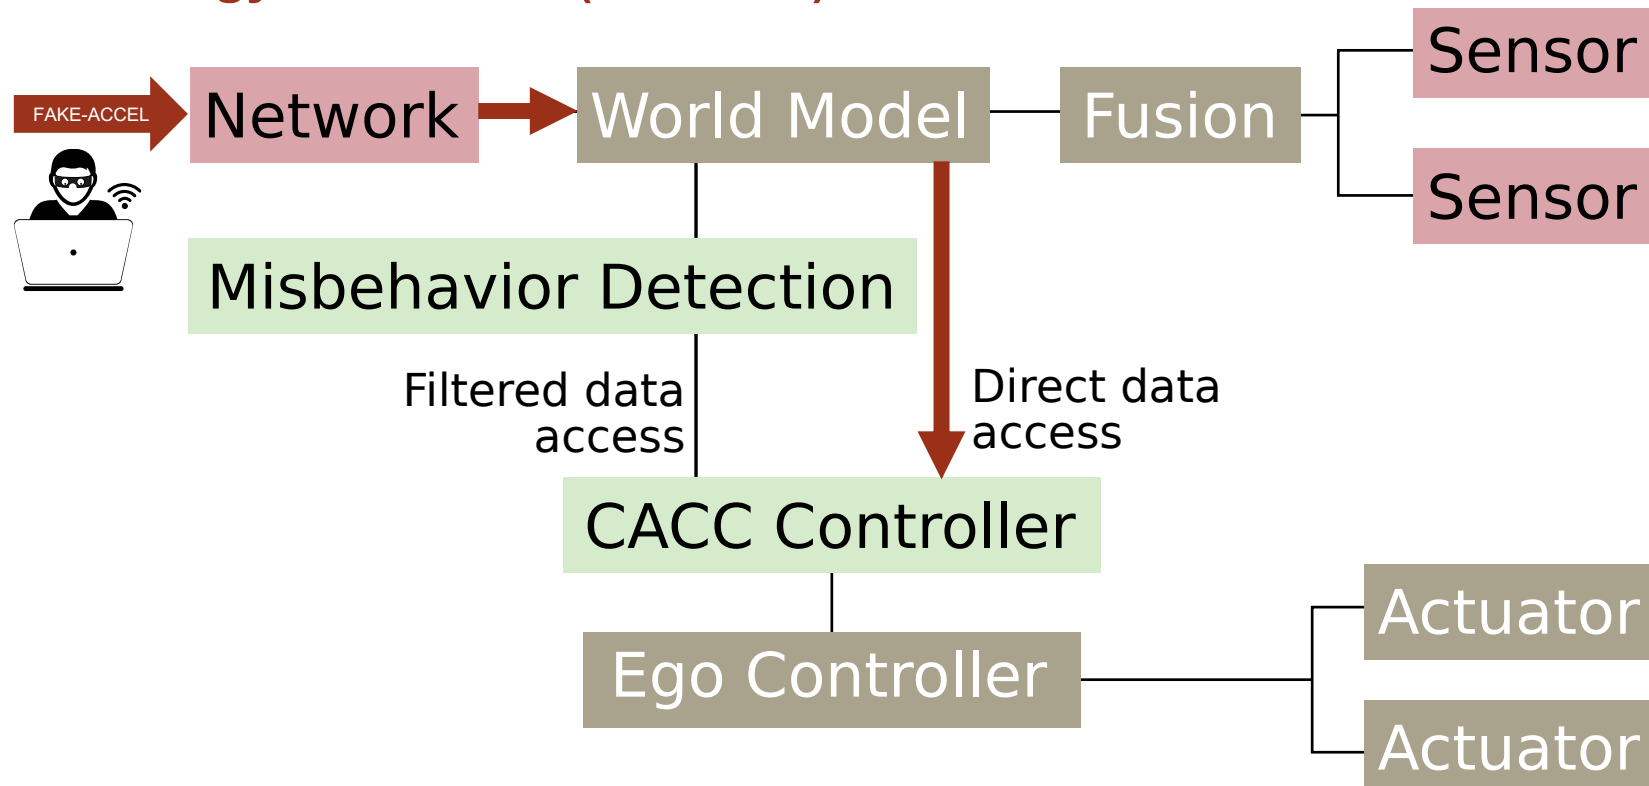 Sensor
FAKE-ACCEL
Network
World Model
Fusion
Sensor
Misbehavior Detection
Filtered data
access
Direct data
access
CACC Controller
Actuator
Ego Controller
Actuator